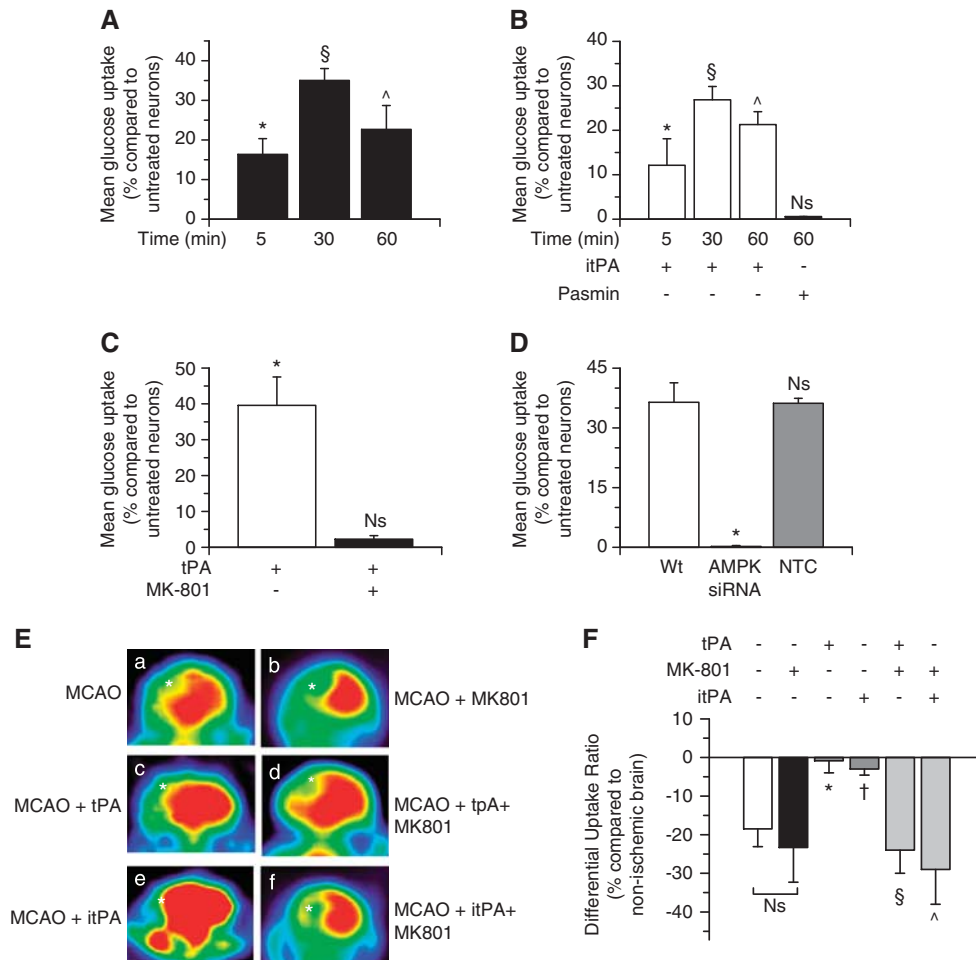 A
Mean glucose uptake
(% compared to
untreated neurons)
50
40
30
20
10
0
*
§
^
Time (min) 5 30 60
B
Mean glucose uptake
(% compared to
untreated neurons)
40
30
20
10
0
*
§
^
Ns
Time (min) 5 30 60 60
itPA + + + -
Pasmin - - - +
C
Mean glucose uptake
(% compared to
untreated neurons)
50
40
30
20
10
0
*
Ns
tPA + +
MK-801 - +
D
Mean glucose uptake
(% compared to
untreated neurons)
45
30
15
0
*
Ns
Wt AMPK NTC
siRNA
E
MCAO
a
*
b
*
MCAO + MK801
MCAO + tPA
c
*
d
*
MCAO + tpA+
MK801
MCAO + itPA
e
*
f
*
MCAO + itPA+
MK801
F
tPA - - + - + -
MK-801 - + - - + +
itPA - - - + - +
Differential Uptake Ratio
(% compared to
non-ischemic brain)
10
0
-10
-20
-30
-40
Ns
*
†
§
^